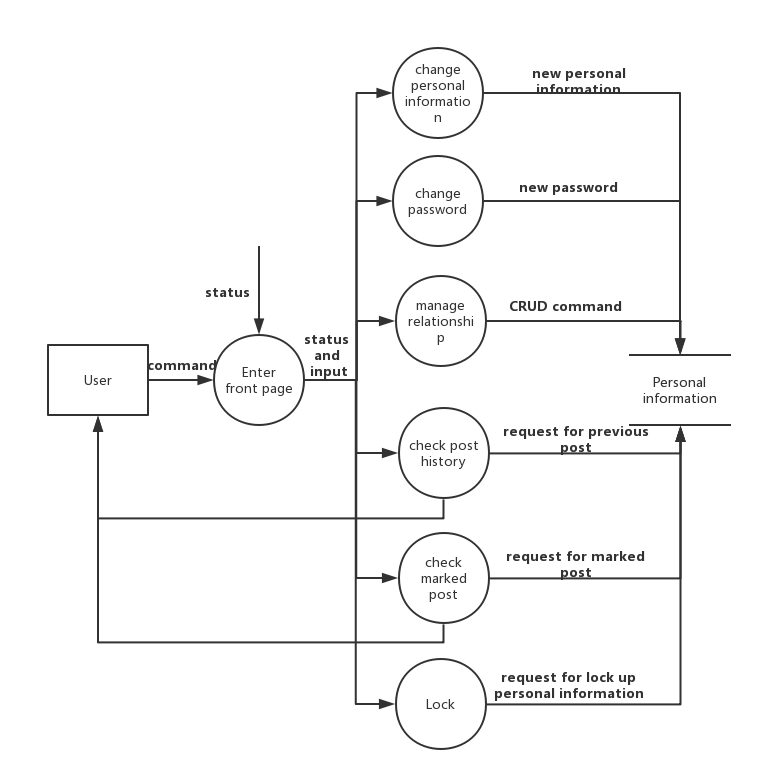 change
personal
informatio
n
new personal
information
change
password
new password
status
manage
relationshi
p
CRUD command
status
and
input
command
User
Enter
front page
Personal
information
check post
history
request for previous
post
check
marked
post
request for marked
post
Lock
request for lock up
personal information